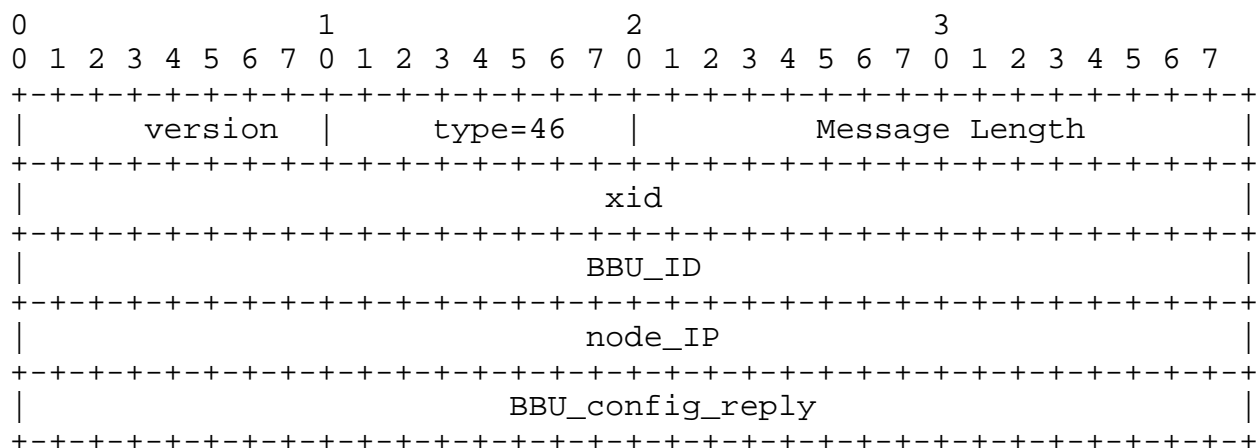 0                   1                   2                   3
0 1 2 3 4 5 6 7 0 1 2 3 4 5 6 7 0 1 2 3 4 5 6 7 0 1 2 3 4 5 6 7
+-+-+-+-+-+-+-+-+-+-+-+-+-+-+-+-+-+-+-+-+-+-+-+-+-+-+-+-+-+-+-+-+
|       version |      type=46  |         Message Length        |
+-+-+-+-+-+-+-+-+-+-+-+-+-+-+-+-+-+-+-+-+-+-+-+-+-+-+-+-+-+-+-+-+
|                              xid                              |
+-+-+-+-+-+-+-+-+-+-+-+-+-+-+-+-+-+-+-+-+-+-+-+-+-+-+-+-+-+-+-+-+
|                             BBU_ID                            |
+-+-+-+-+-+-+-+-+-+-+-+-+-+-+-+-+-+-+-+-+-+-+-+-+-+-+-+-+-+-+-+-+
|                             node_IP                           |
+-+-+-+-+-+-+-+-+-+-+-+-+-+-+-+-+-+-+-+-+-+-+-+-+-+-+-+-+-+-+-+-+
|                         BBU_config_reply                      |
+-+-+-+-+-+-+-+-+-+-+-+-+-+-+-+-+-+-+-+-+-+-+-+-+-+-+-+-+-+-+-+-+